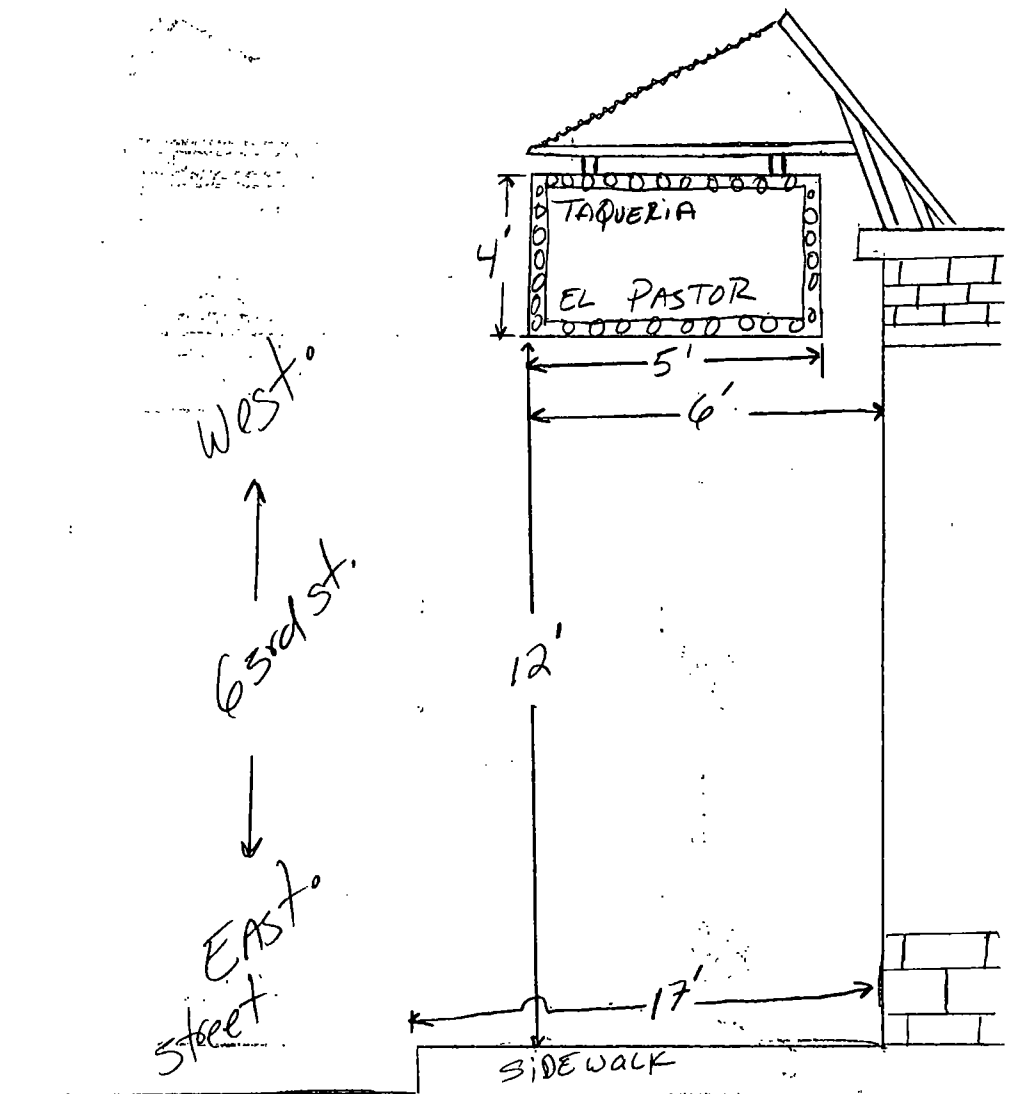 TAQUERIA
4'
EL PASTOR
5'
West.
6'
63rd st.
12'
EAst.
17'
street
SiDEWALK